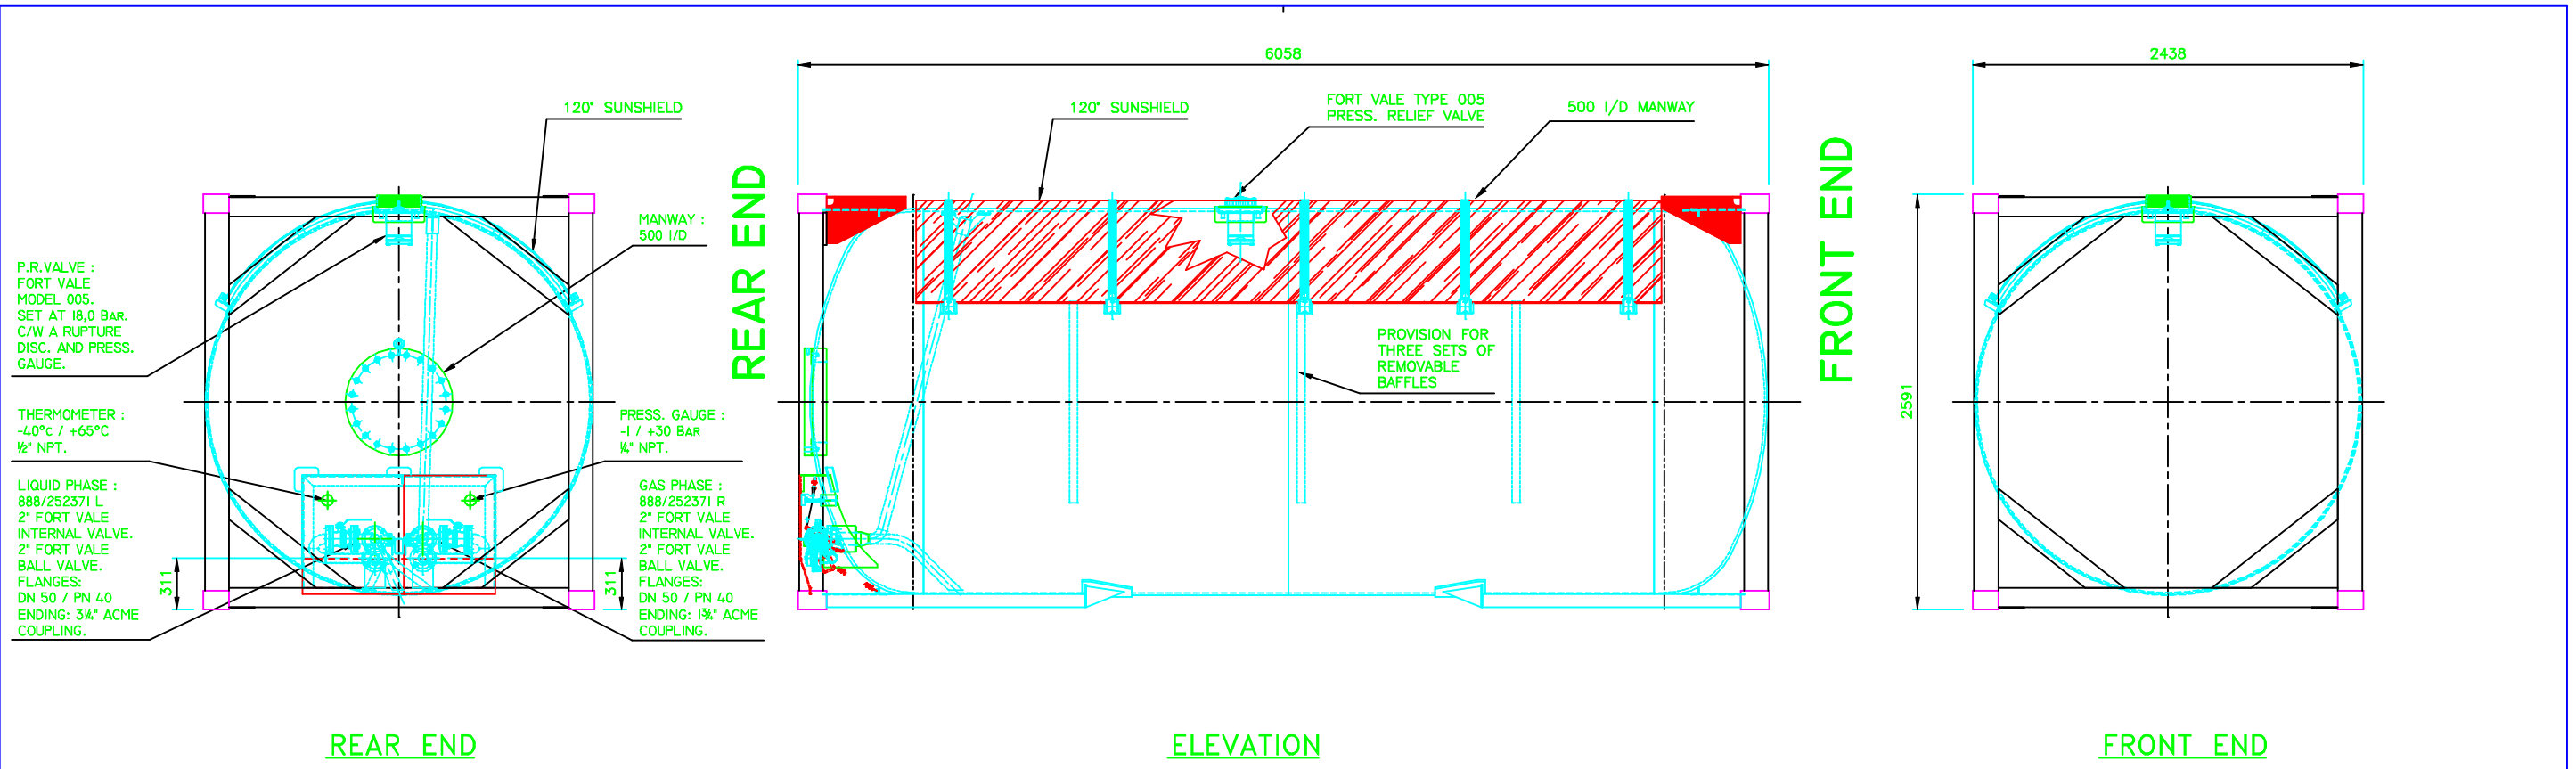 120° SUNSHIELD
MANWAY :
500 I/D
P.R.VALVE :
FORT VALE
MODEL 005.
SET AT 18,0 BAR.
C/W A RUPTURE
DISC. AND PRESS.
GAUGE.
THERMOMETER :
-40°c / +65°C
½" NPT.
PRESS. GAUGE :
-1 / +30 BAR
¼" NPT.
LIQUID PHASE :
888/252371 L
2" FORT VALE
INTERNAL VALVE.
2" FORT VALE
BALL VALVE.
FLANGES:
DN 50 / PN 40
ENDING: 3¼" ACME
COUPLING.
GAS PHASE :
888/252371 R
2" FORT VALE
INTERNAL VALVE.
2" FORT VALE
BALL VALVE.
FLANGES:
DN 50 / PN 40
ENDING: 1¾" ACME
COUPLING.
311
311
REAR END
REAR END
6058
120° SUNSHIELD
FORT VALE TYPE 005
PRESS. RELIEF VALVE
500 I/D MANWAY
PROVISION FOR
THREE SETS OF
REMOVABLE
BAFFLES
ELEVATION
FRONT END
2438
2591
FRONT END